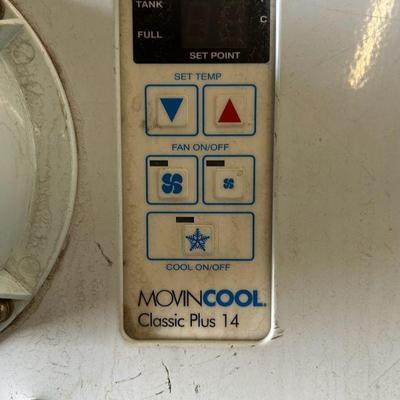 TANK
C
FULL
SET POINT
SET TEMP
FAN ON/OFF
COOL ON/OFF
MOVINCOOL®
Classic Plus 14